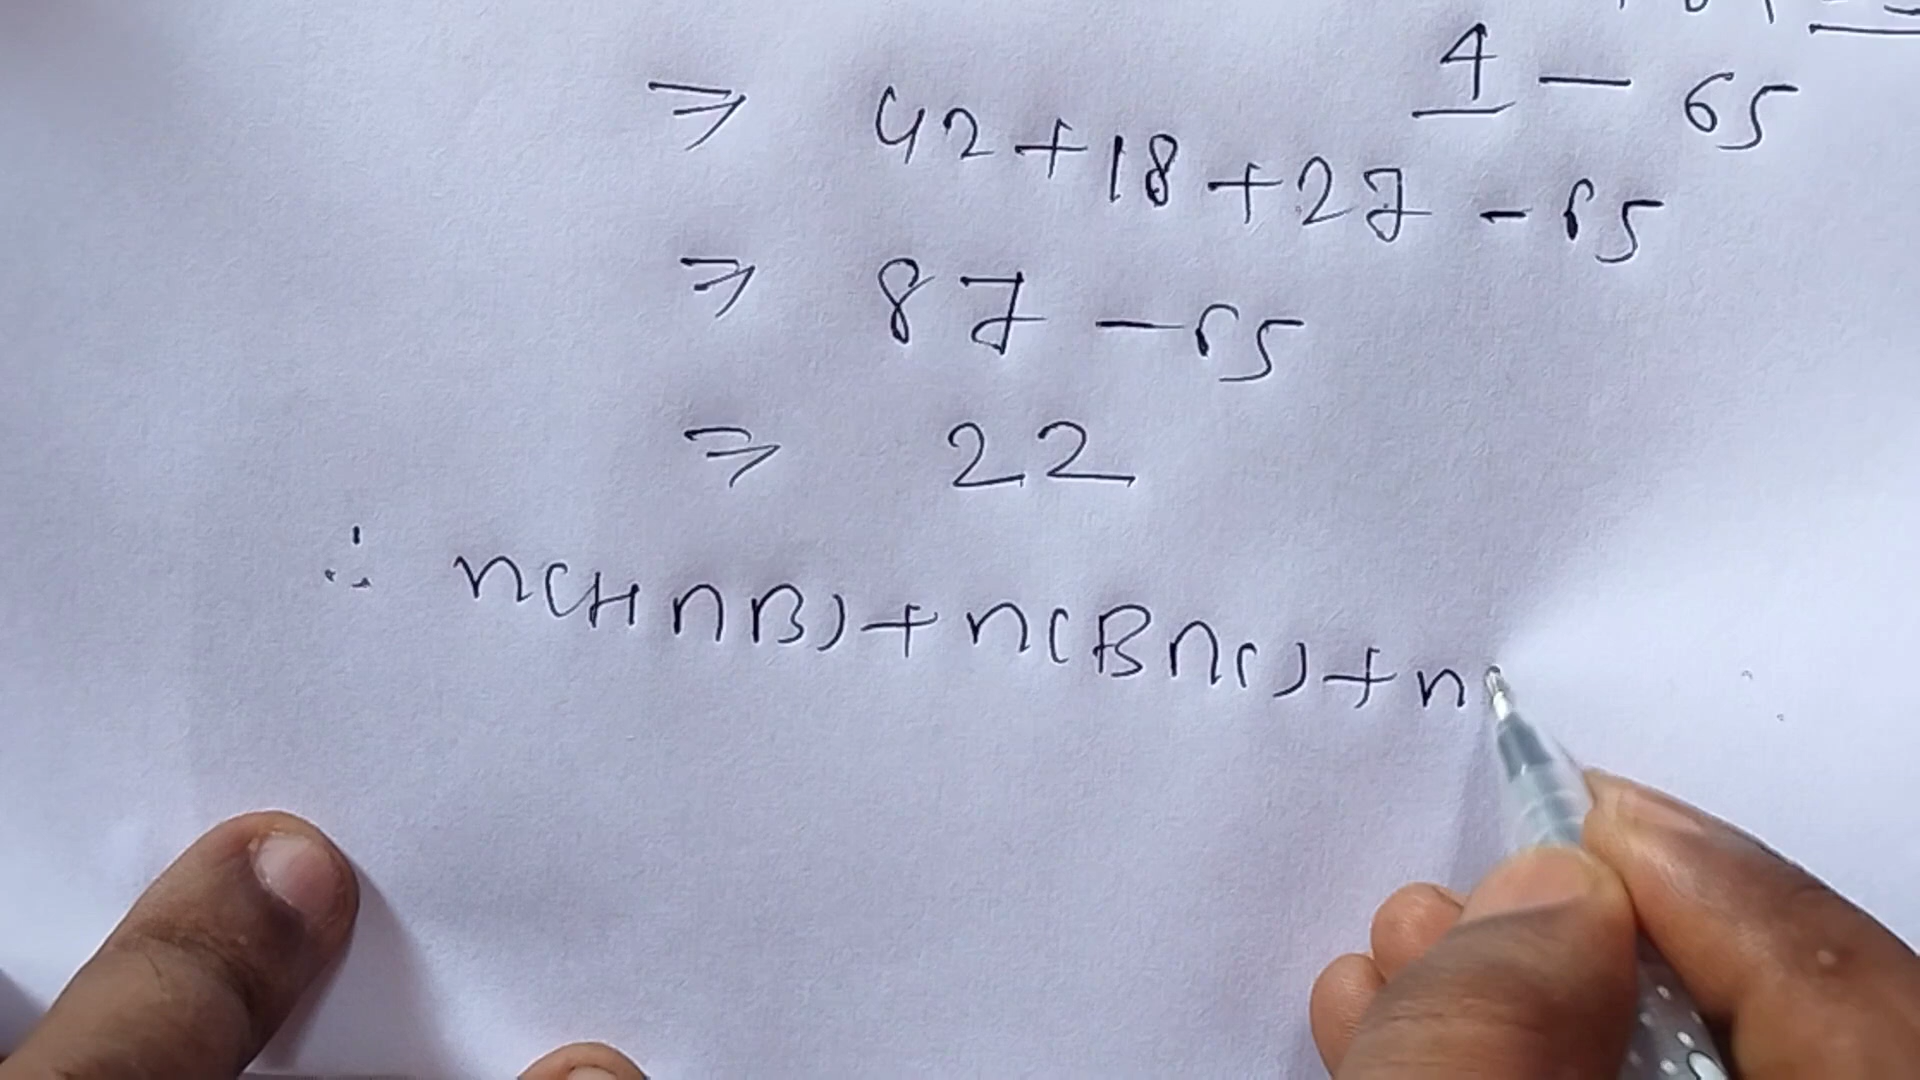 4 - 65
⇒ 42+18+27 - 65
⇒ 87 - 65
⇒ 22
∴ n(H∩B)+n(B∩C)+n